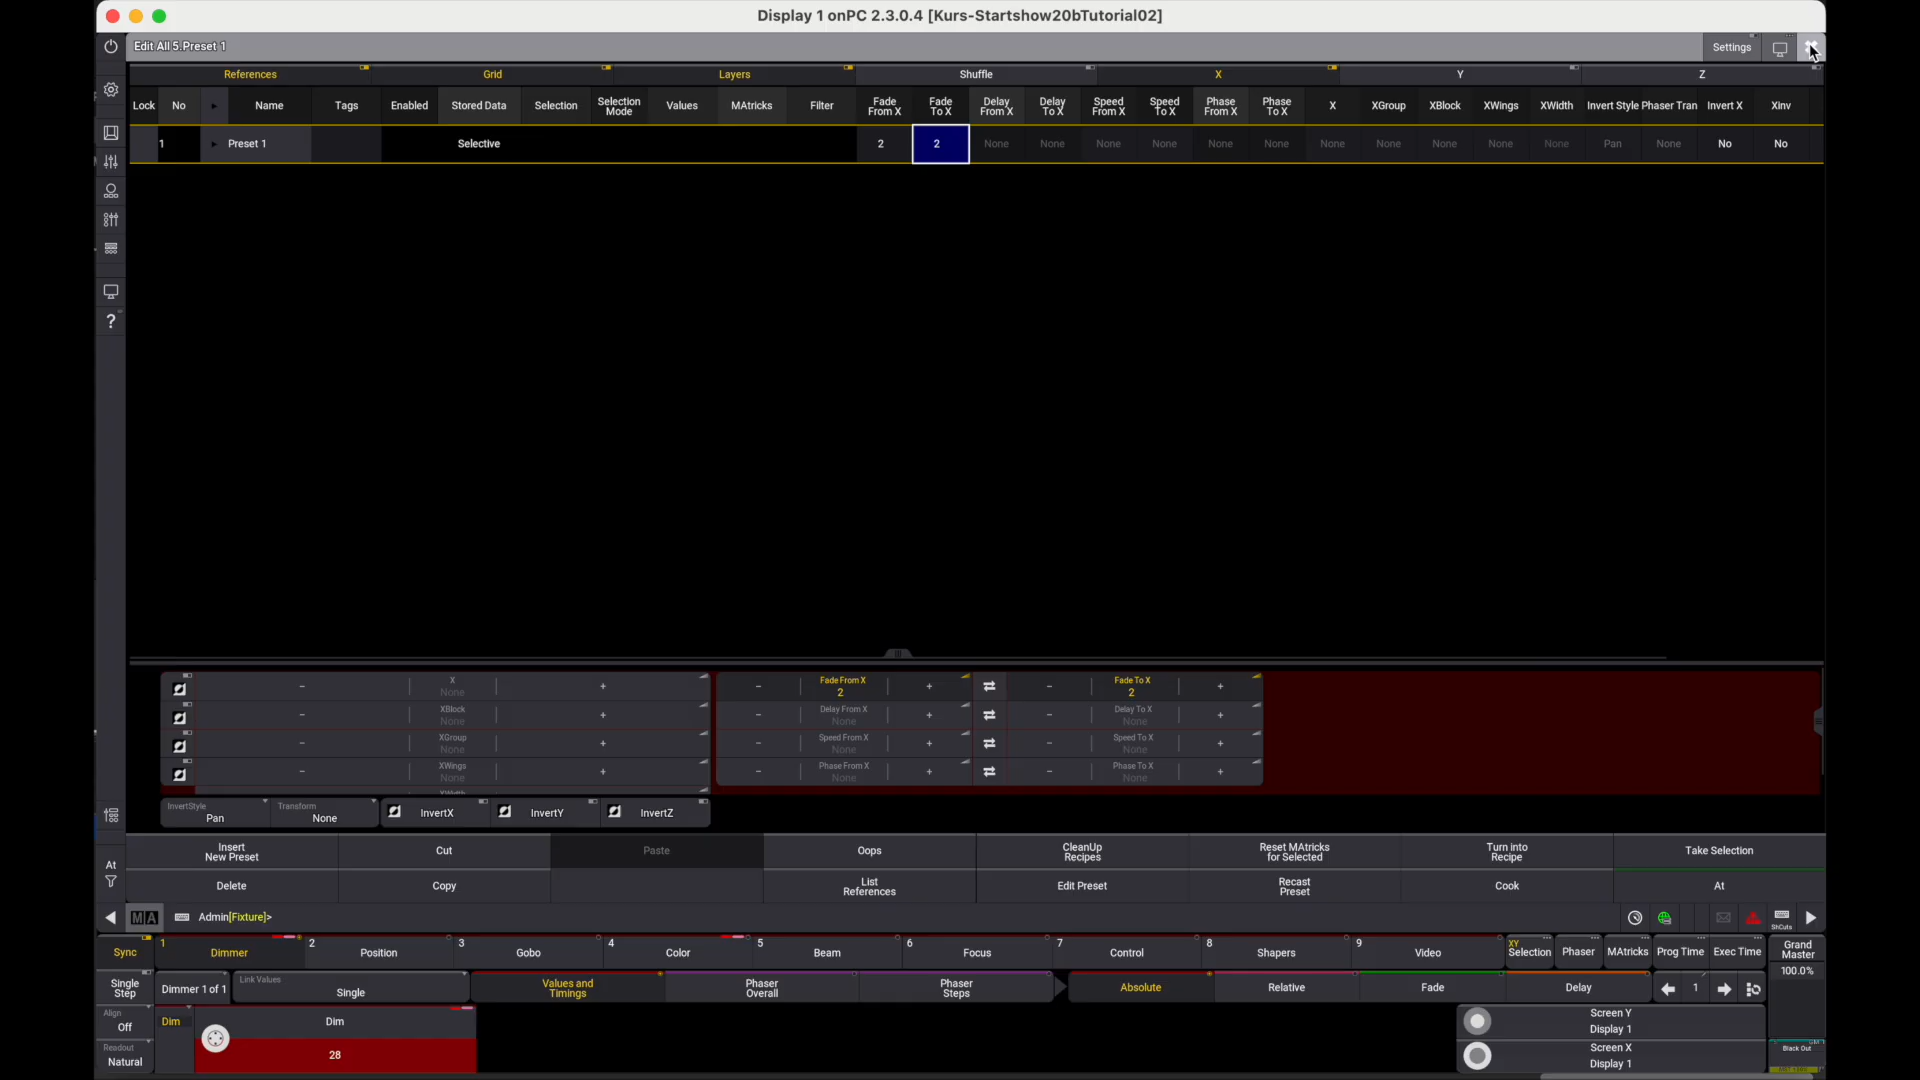 Display 1 onPC 2.3.0.4 [Kurs-Startshow20bTutorial02]
Edit All 5.Preset 1
Settings
References Grid Layers Shuffle X Y Z
Lock No Name Tags Enabled Stored Data Selection Selection Mode Values MAtricks Filter Fade From X Fade To X Delay From X Delay To X Speed From X Speed To X Phase From X Phase To X X XGroup XBlock XWings XWidth Invert Style Phaser Tran Invert X Xinv
1 Preset 1 Selective 2 2 None None None None None None None None None None None Pan None No No
X
None
XBlock
None
XGroup
None
XWings
None
Fade From X
2
Fade To X
2
Delay From X
None
Delay To X
None
Speed From X
None
Speed To X
None
Phase From X
None
Phase To X
None
InvertStyle
Pan
Transform
None
InvertX
InvertY
InvertZ
Insert
New Preset
Cut
Paste
Oops
CleanUp
Recipes
Reset MAtricks
for Selected
Turn into
Recipe
Take Selection
Delete
Copy
List
References
Edit Preset
Recast
Preset
Cook
At
At
MA
Admin[Fixture]>
ShCuts
Sync
1 Dimmer
2 Position
3 Gobo
4 Color
5 Beam
6 Focus
7 Control
8 Shapers
9 Video
XY
Selection
Phaser
MAtricks
Prog Time
Exec Time
Grand
Master
100.0%
Single
Step
Dimmer 1 of 1
Link Values
Single
Values and
Timings
Phaser
Overall
Phaser
Steps
Absolute
Relative
Fade
Delay
1
Align
Off
Dim
Dim
28
Readout
Natural
Screen Y
Display 1
Screen X
Display 1
Black Out